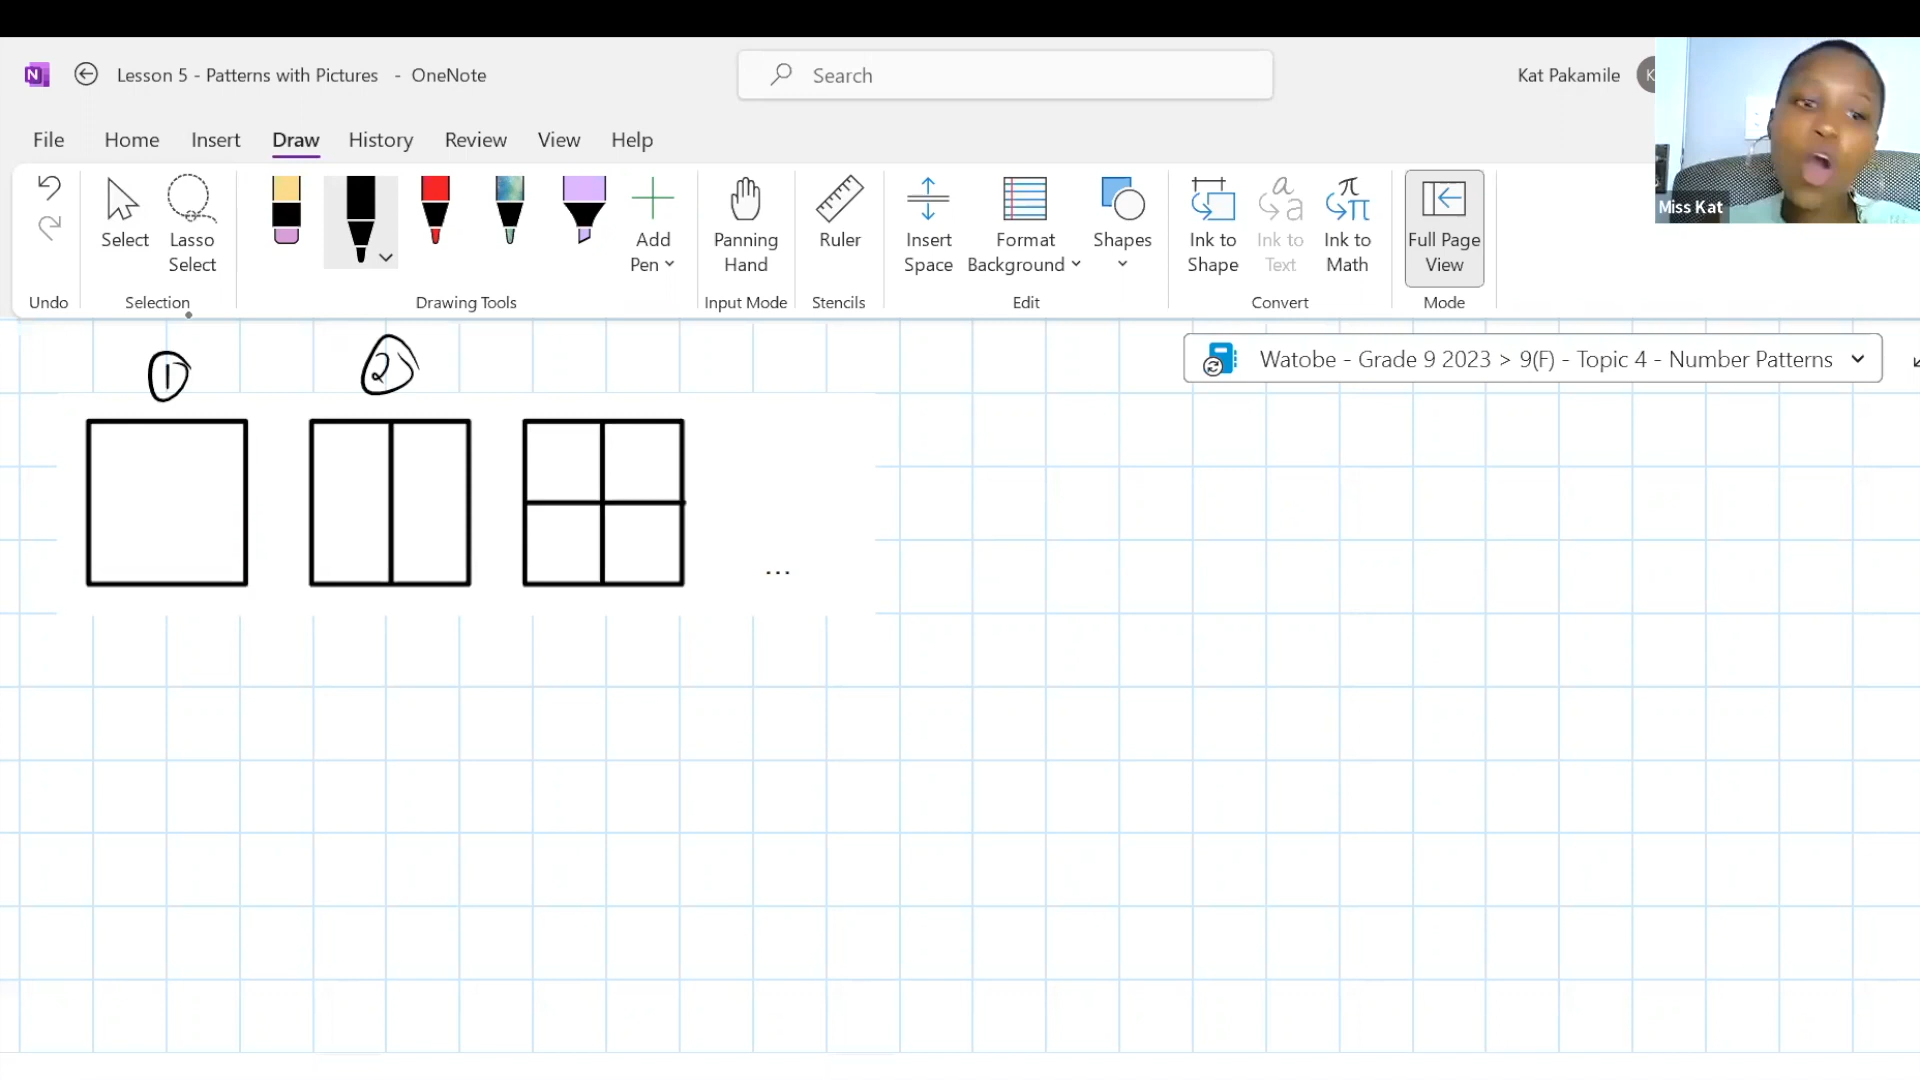 Lesson 5 - Patterns with Pictures - OneNote
Search
Kat Pakamile
K
File Home Insert Draw History Review View Help
Select
Lasso Select
Add Pen
Panning Hand
Ruler
Insert Space
Format Background
Shapes
Ink to Shape
Ink to Text
Ink to Math
Full Page View
Miss Kat
Undo
Selection
Drawing Tools
Input Mode
Stencils
Edit
Convert
Mode
1
2
Watobe - Grade 9 2023 > 9(F) - Topic 4 - Number Patterns
...